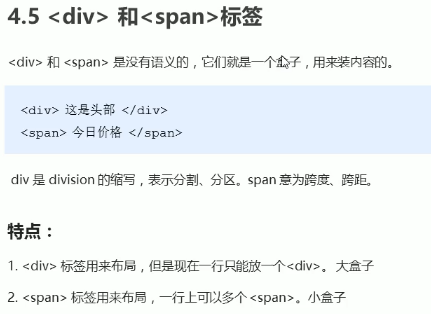 4.5 <div> 和<span>标签
<div> 和 <span> 是没有语义的，它们就是一个盒子，用来装内容的。
<div> 这是头部 </div>
<span> 今日价格 </span>
div 是 division 的缩写，表示分割、分区。span 意为跨度、跨距。
特点：
1. <div> 标签用来布局，但是现在一行只能放一个<div>。 大盒子
2. <span> 标签用来布局，一行上可以多个 <span>。小盒子